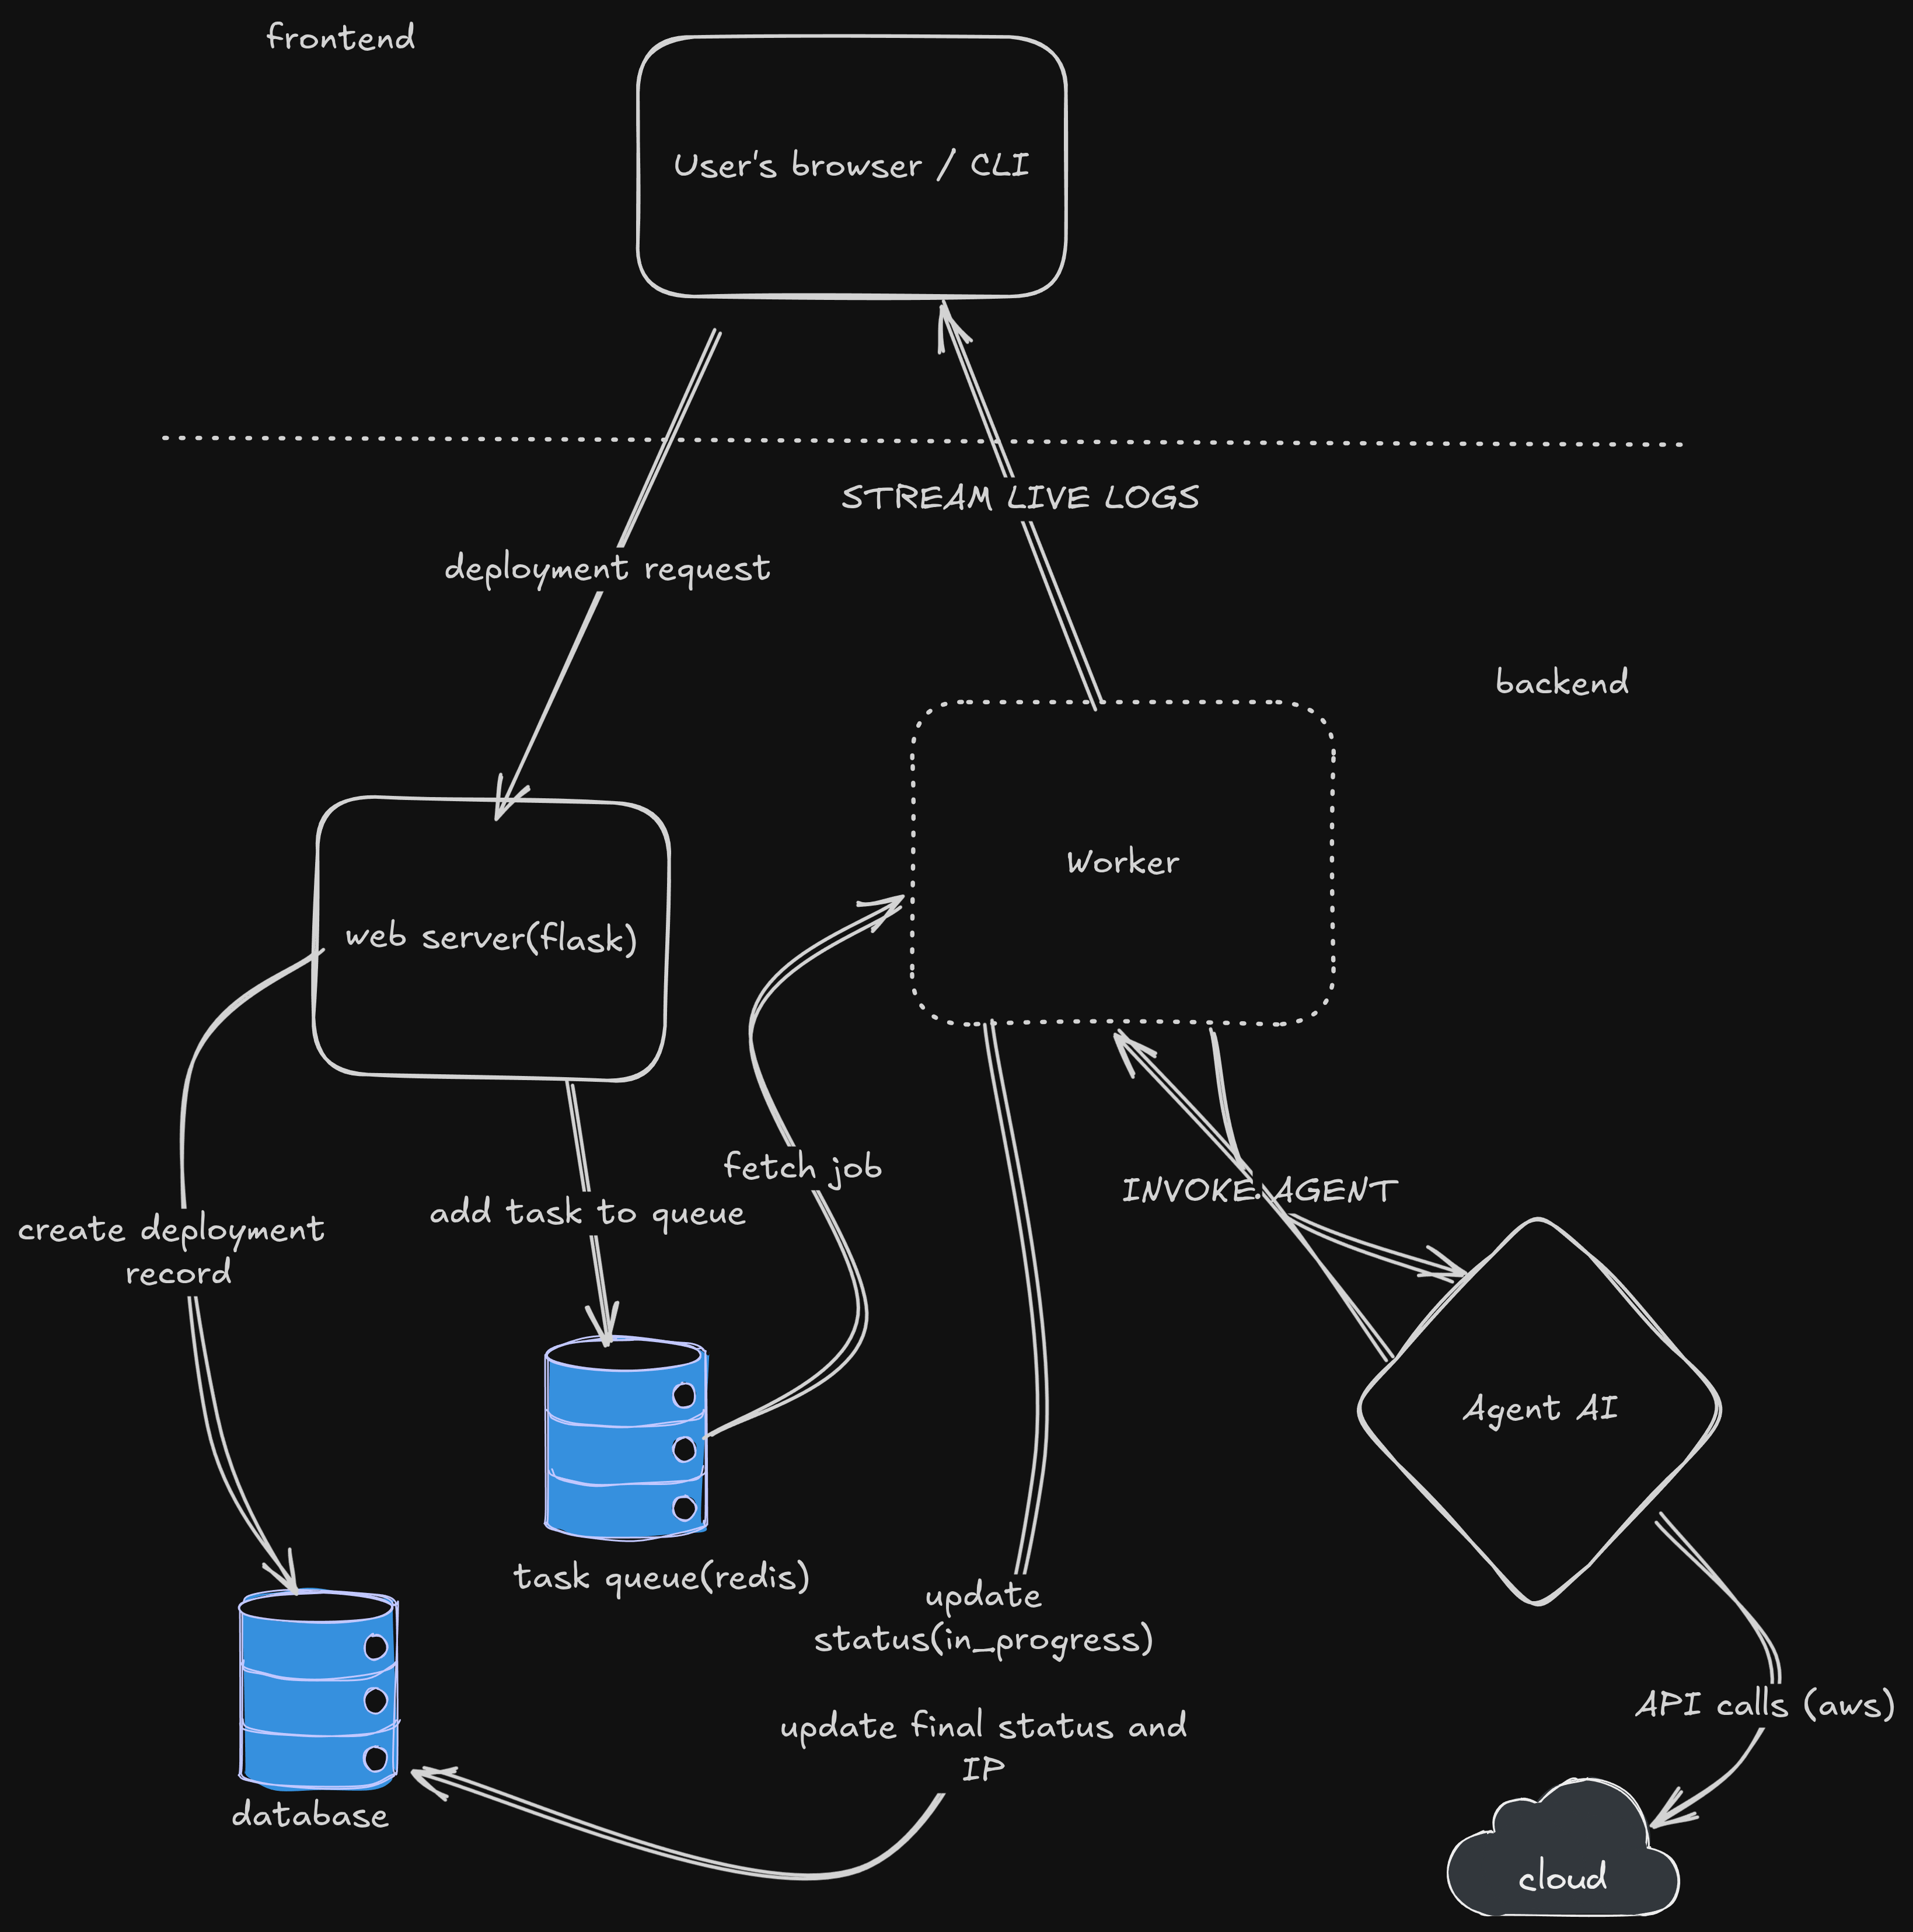 frontend
User's browser / CLI
STREAM LIVE LOGS
deployment request
backend
Worker
web server(flask)
fetch job
INVOKE AGENT
add task to queue
create deployment
record
Agent AI
task queue(redis)
update
status(in_progress)
API calls (aws)
update final status and
IP
database
cloud